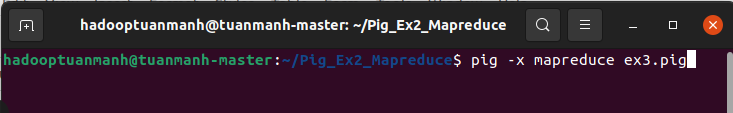 hadooptuanmanh@tuanmanh-master: ~/Pig_Ex2_Mapreduce
hadooptuanmanh@tuanmanh-master:~/Pig_Ex2_Mapreduce$ pig -x mapreduce ex3.pig